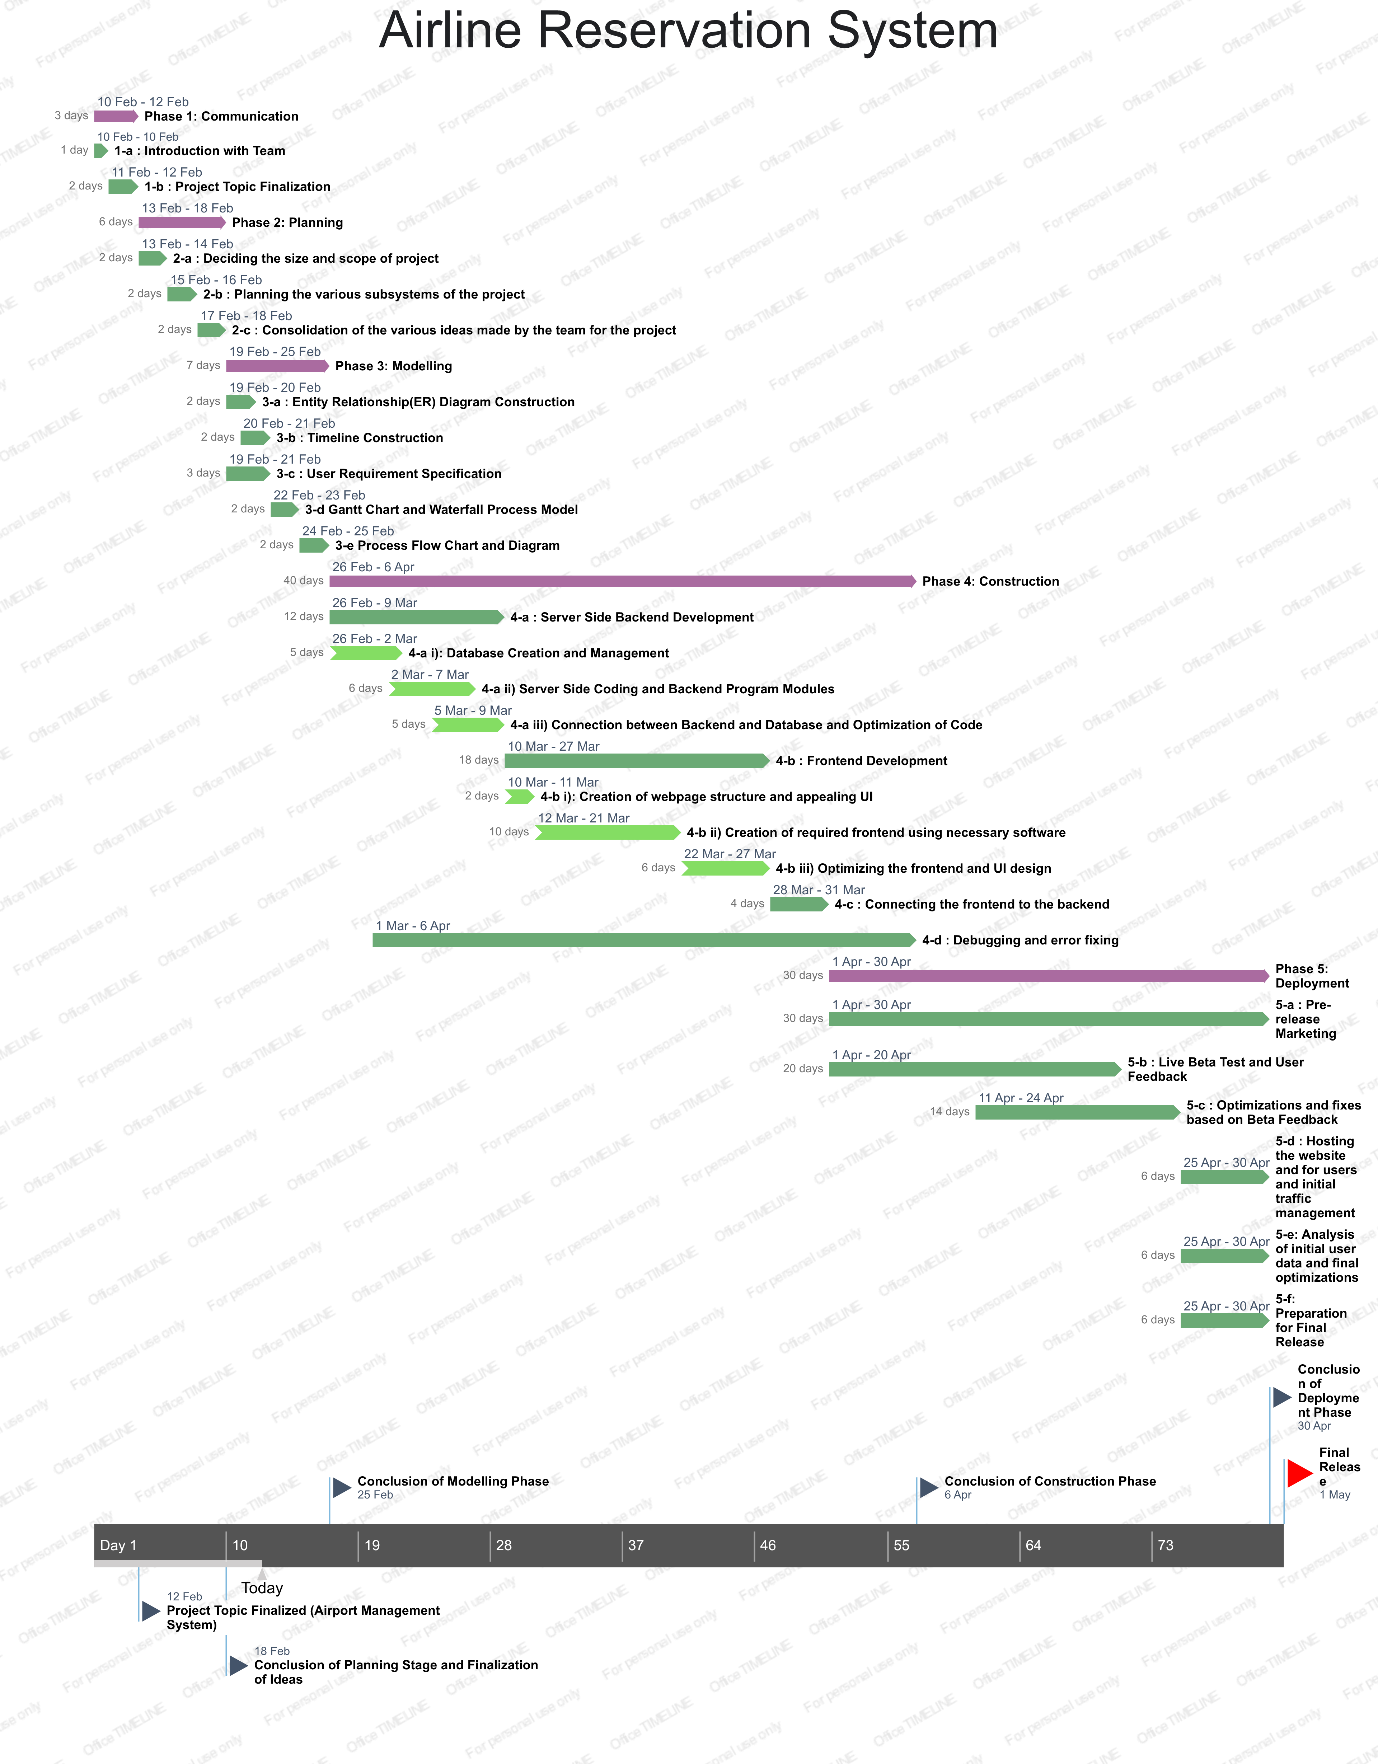 Airline Reservation System
10 Feb - 12 Feb
3 days Phase 1: Communication
10 Feb - 10 Feb
1 day 1-a : Introduction with Team
11 Feb - 12 Feb
2 days 1-b : Project Topic Finalization
13 Feb - 18 Feb
6 days Phase 2: Planning
13 Feb - 14 Feb
2 days 2-a : Deciding the size and scope of project
15 Feb - 16 Feb
2 days 2-b : Planning the various subsystems of the project
17 Feb - 18 Feb
2 days 2-c : Consolidation of the various ideas made by the team for the project
19 Feb - 25 Feb
7 days Phase 3: Modelling
19 Feb - 20 Feb
2 days 3-a : Entity Relationship(ER) Diagram Construction
20 Feb - 21 Feb
2 days 3-b : Timeline Construction
19 Feb - 21 Feb
3 days 3-c : User Requirement Specification
22 Feb - 23 Feb
2 days 3-d Gantt Chart and Waterfall Process Model
24 Feb - 25 Feb
2 days 3-e Process Flow Chart and Diagram
26 Feb - 6 Apr
40 days Phase 4: Construction
26 Feb - 9 Mar
12 days 4-a : Server Side Backend Development
26 Feb - 2 Mar
5 days 4-a i): Database Creation and Management
2 Mar - 7 Mar
6 days 4-a ii) Server Side Coding and Backend Program Modules
5 Mar - 9 Mar
5 days 4-a iii) Connection between Backend and Database and Optimization of Code
10 Mar - 27 Mar
18 days 4-b : Frontend Development
10 Mar - 11 Mar
2 days 4-b i): Creation of webpage structure and appealing UI
12 Mar - 21 Mar
10 days 4-b ii) Creation of required frontend using necessary software
22 Mar - 27 Mar
6 days 4-b iii) Optimizing the frontend and UI design
28 Mar - 31 Mar
4 days 4-c : Connecting the frontend to the backend
1 Mar - 6 Apr
4-d : Debugging and error fixing
1 Apr - 30 Apr
30 days Phase 5:
Deployment
1 Apr - 30 Apr
30 days 5-a : Pre-
release
Marketing
1 Apr - 20 Apr
20 days 5-b : Live Beta Test and User
Feedback
11 Apr - 24 Apr
14 days 5-c : Optimizations and fixes
based on Beta Feedback
25 Apr - 30 Apr
6 days 5-d : Hosting
the website
and for users
and initial
traffic
management
25 Apr - 30 Apr
6 days 5-e: Analysis
of initial user
data and final
optimizations
25 Apr - 30 Apr
6 days 5-f:
Preparation
for Final
Release
Conclusio
n of
Deployme
nt Phase
30 Apr
Final
Releas
e
1 May
Conclusion of Modelling Phase
25 Feb
Conclusion of Construction Phase
6 Apr
Day 1 10 19 28 37 46 55 64 73
Today
12 Feb
Project Topic Finalized (Airport Management
System)
18 Feb
Conclusion of Planning Stage and Finalization
of Ideas
Office TIMELINE For personal use only